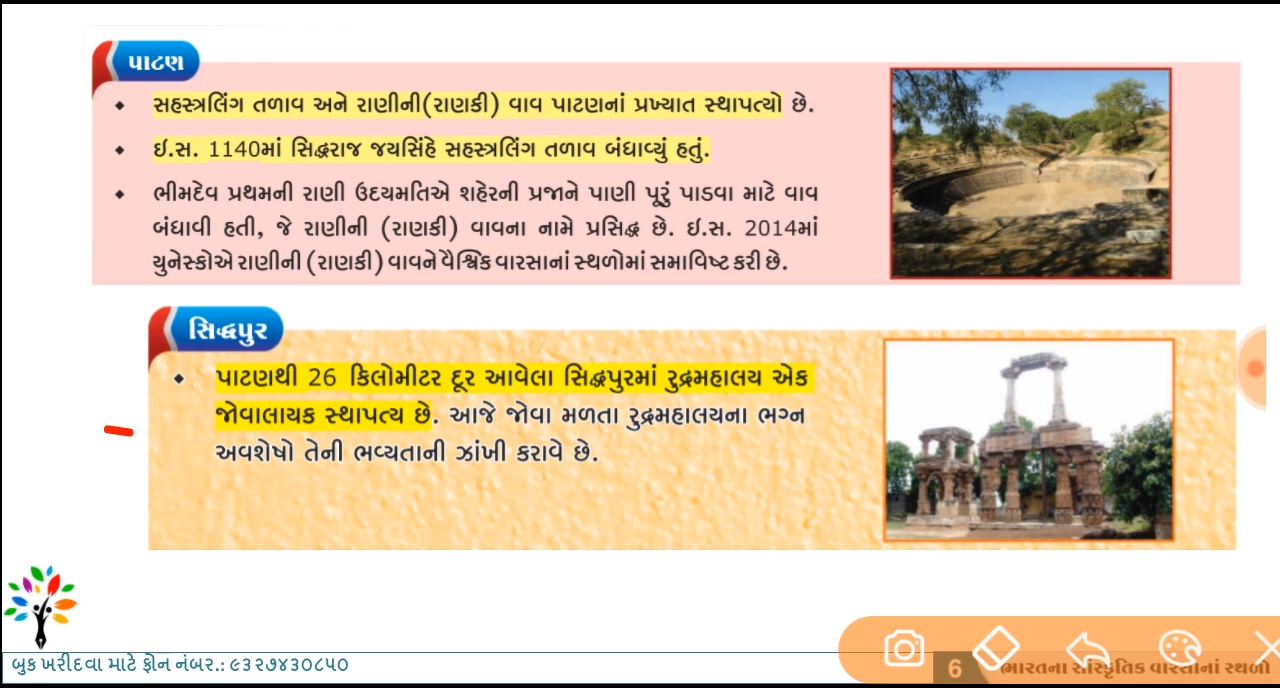 પાટણ
સહસ્ત્રલિંગ તળાવ અને રાણીની(રાણકી) વાવ પાટણનાં પ્રખ્યાત સ્થાપત્યો છે.
ઈ.સ. 1140માં સિદ્ધરાજ જયસિંહે સહસ્ત્રલિંગ તળાવ બંધાવ્યું હતું.
ભીમદેવ પ્રથમની રાણી ઉદયમતિએ શહેરની પ્રજાને પાણી પૂરું પાડવા માટે વાવ
બંધાવી હતી, જે રાણીની (રાણકી) વાવના નામે પ્રસિદ્ધ છે. ઇ.સ. 2014માં
યુનેસ્કોએ રાણીની (રાણકી) વાવને વૈશ્વિક વારસાનાં સ્થળોમાં સમાવિષ્ટ કરી છે.
સિદ્ધપુર
પાટણથી 26 કિલોમીટર દૂર આવેલા સિદ્ધપુરમાં રુદ્રમહાલય એક
જોવાલાયક સ્થાપત્ય છે. આજે જોવા મળતા રુદ્રમહાલયના ભગ્ન
અવશેષો તેની ભવ્યતાની ઝાંખી કરાવે છે.
બુક ખરીદવા માટે ફોન નંબર.: ૯૩૨૭૪૩૦૮૫૦
6 ભારતના સાંસ્કૃતિક વારસાનાં સ્થળો